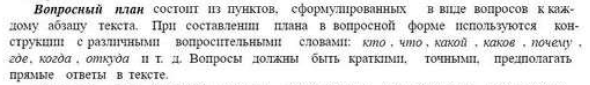 Вопросный план состоит из пунктов, сформулированных в виде вопросов к каж-
дому абзацу текста. При составлении плана в вопросной форме используются кон-
струкции с различными вопросительными словами: кто , что , какой , каков , почему ,
где, когда , откуда и т. д. Вопросы должны быть краткими, точными, предполагать
прямые ответы в тексте.